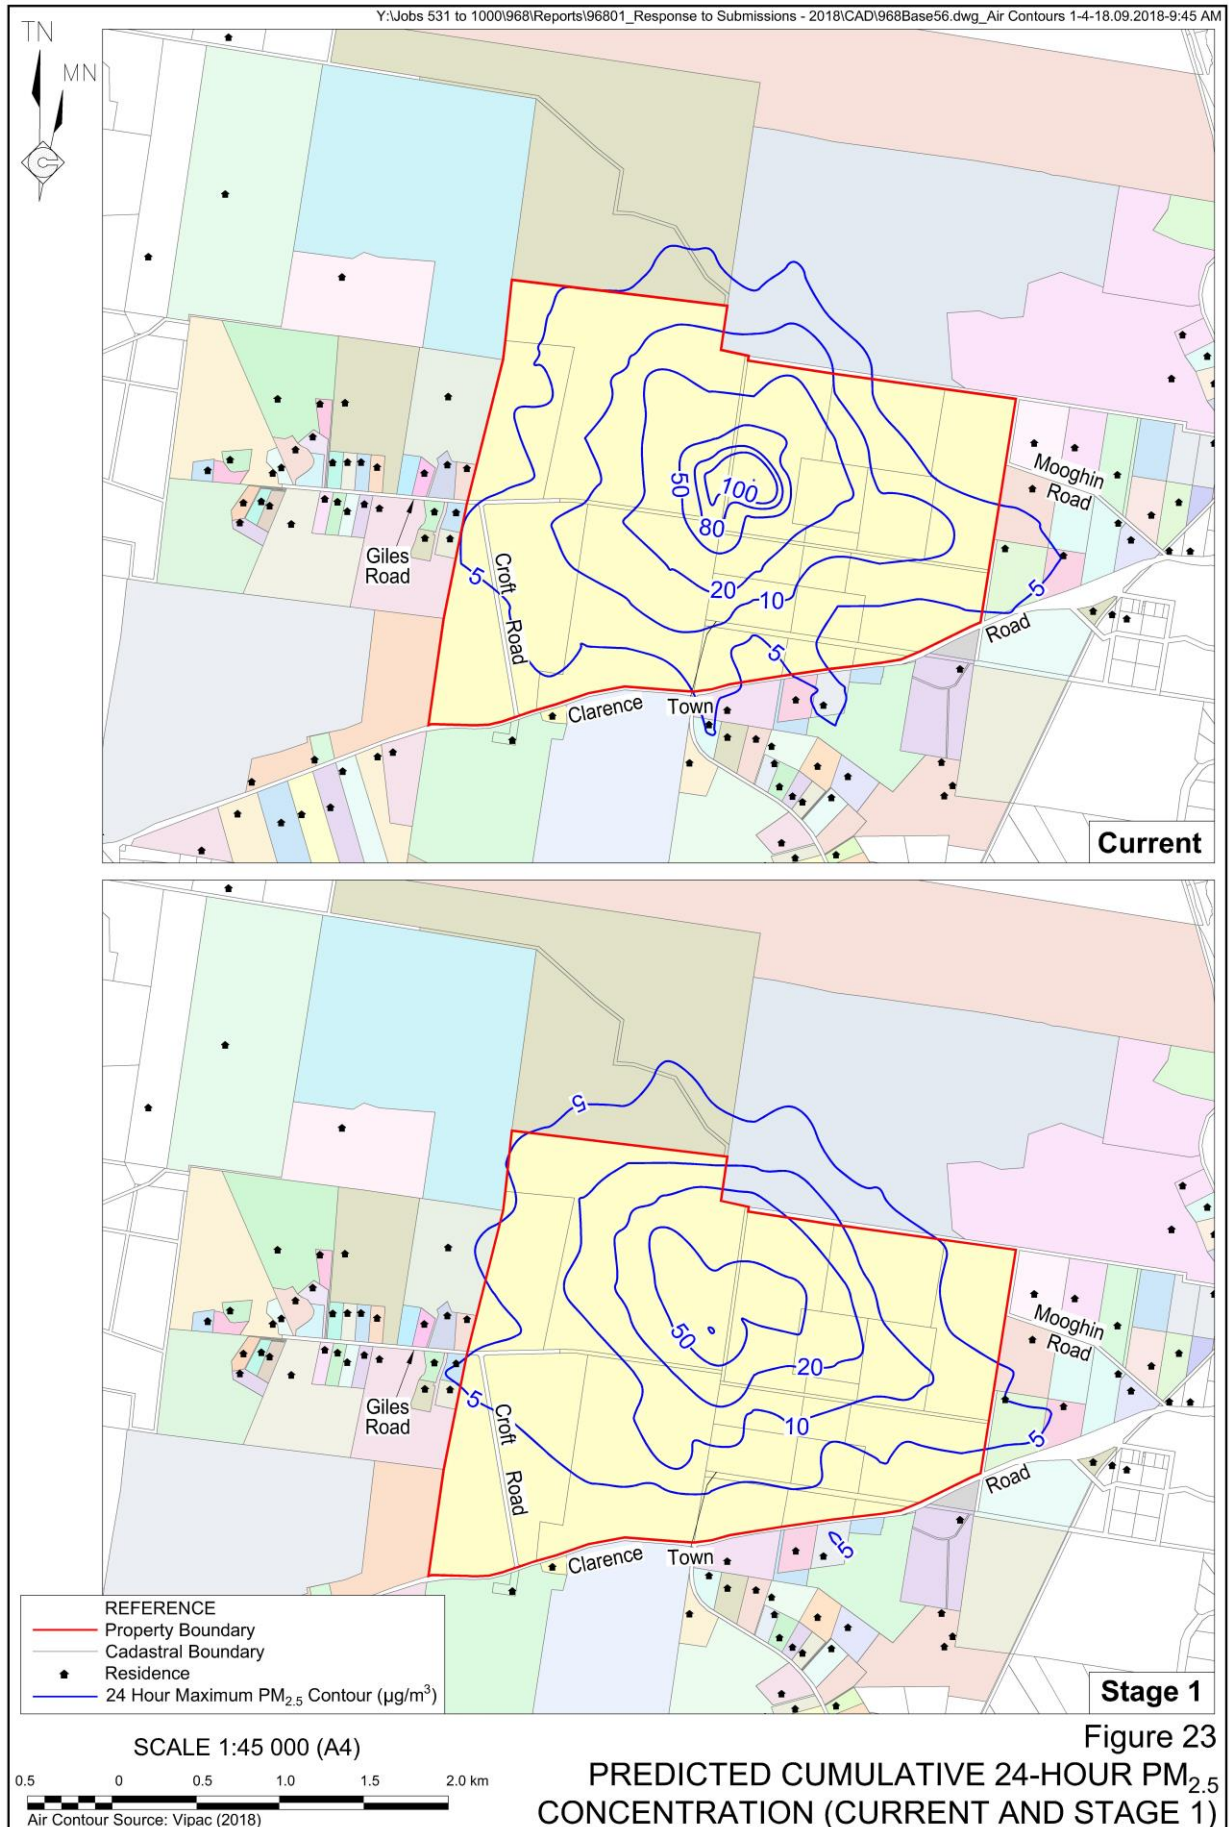 Y:\Jobs 531 to 1000\968\Reports\96801_Response to Submissions - 2018\CAD\968Base56.dwg_Air Contours 1-4-18.09.2018-9:45 AM
TN
MN
100
50
80
20
10
5
5
5
Mooghin
Road
Giles
Road
Croft
Road
Road
Clarence Town
Current
5
50
20
10
5
5
5
Mooghin
Road
Giles
Road
Croft
Road
Road
Clarence Town
REFERENCE
Property Boundary
Cadastral Boundary
Residence
24 Hour Maximum PM2.5 Contour (µg/m³)
Stage 1
SCALE 1:45 000 (A4)
0.5 0 0.5 1.0 1.5 2.0 km
Air Contour Source: Vipac (2018)
Figure 23
PREDICTED CUMULATIVE 24-HOUR PM2.5
CONCENTRATION (CURRENT AND STAGE 1)